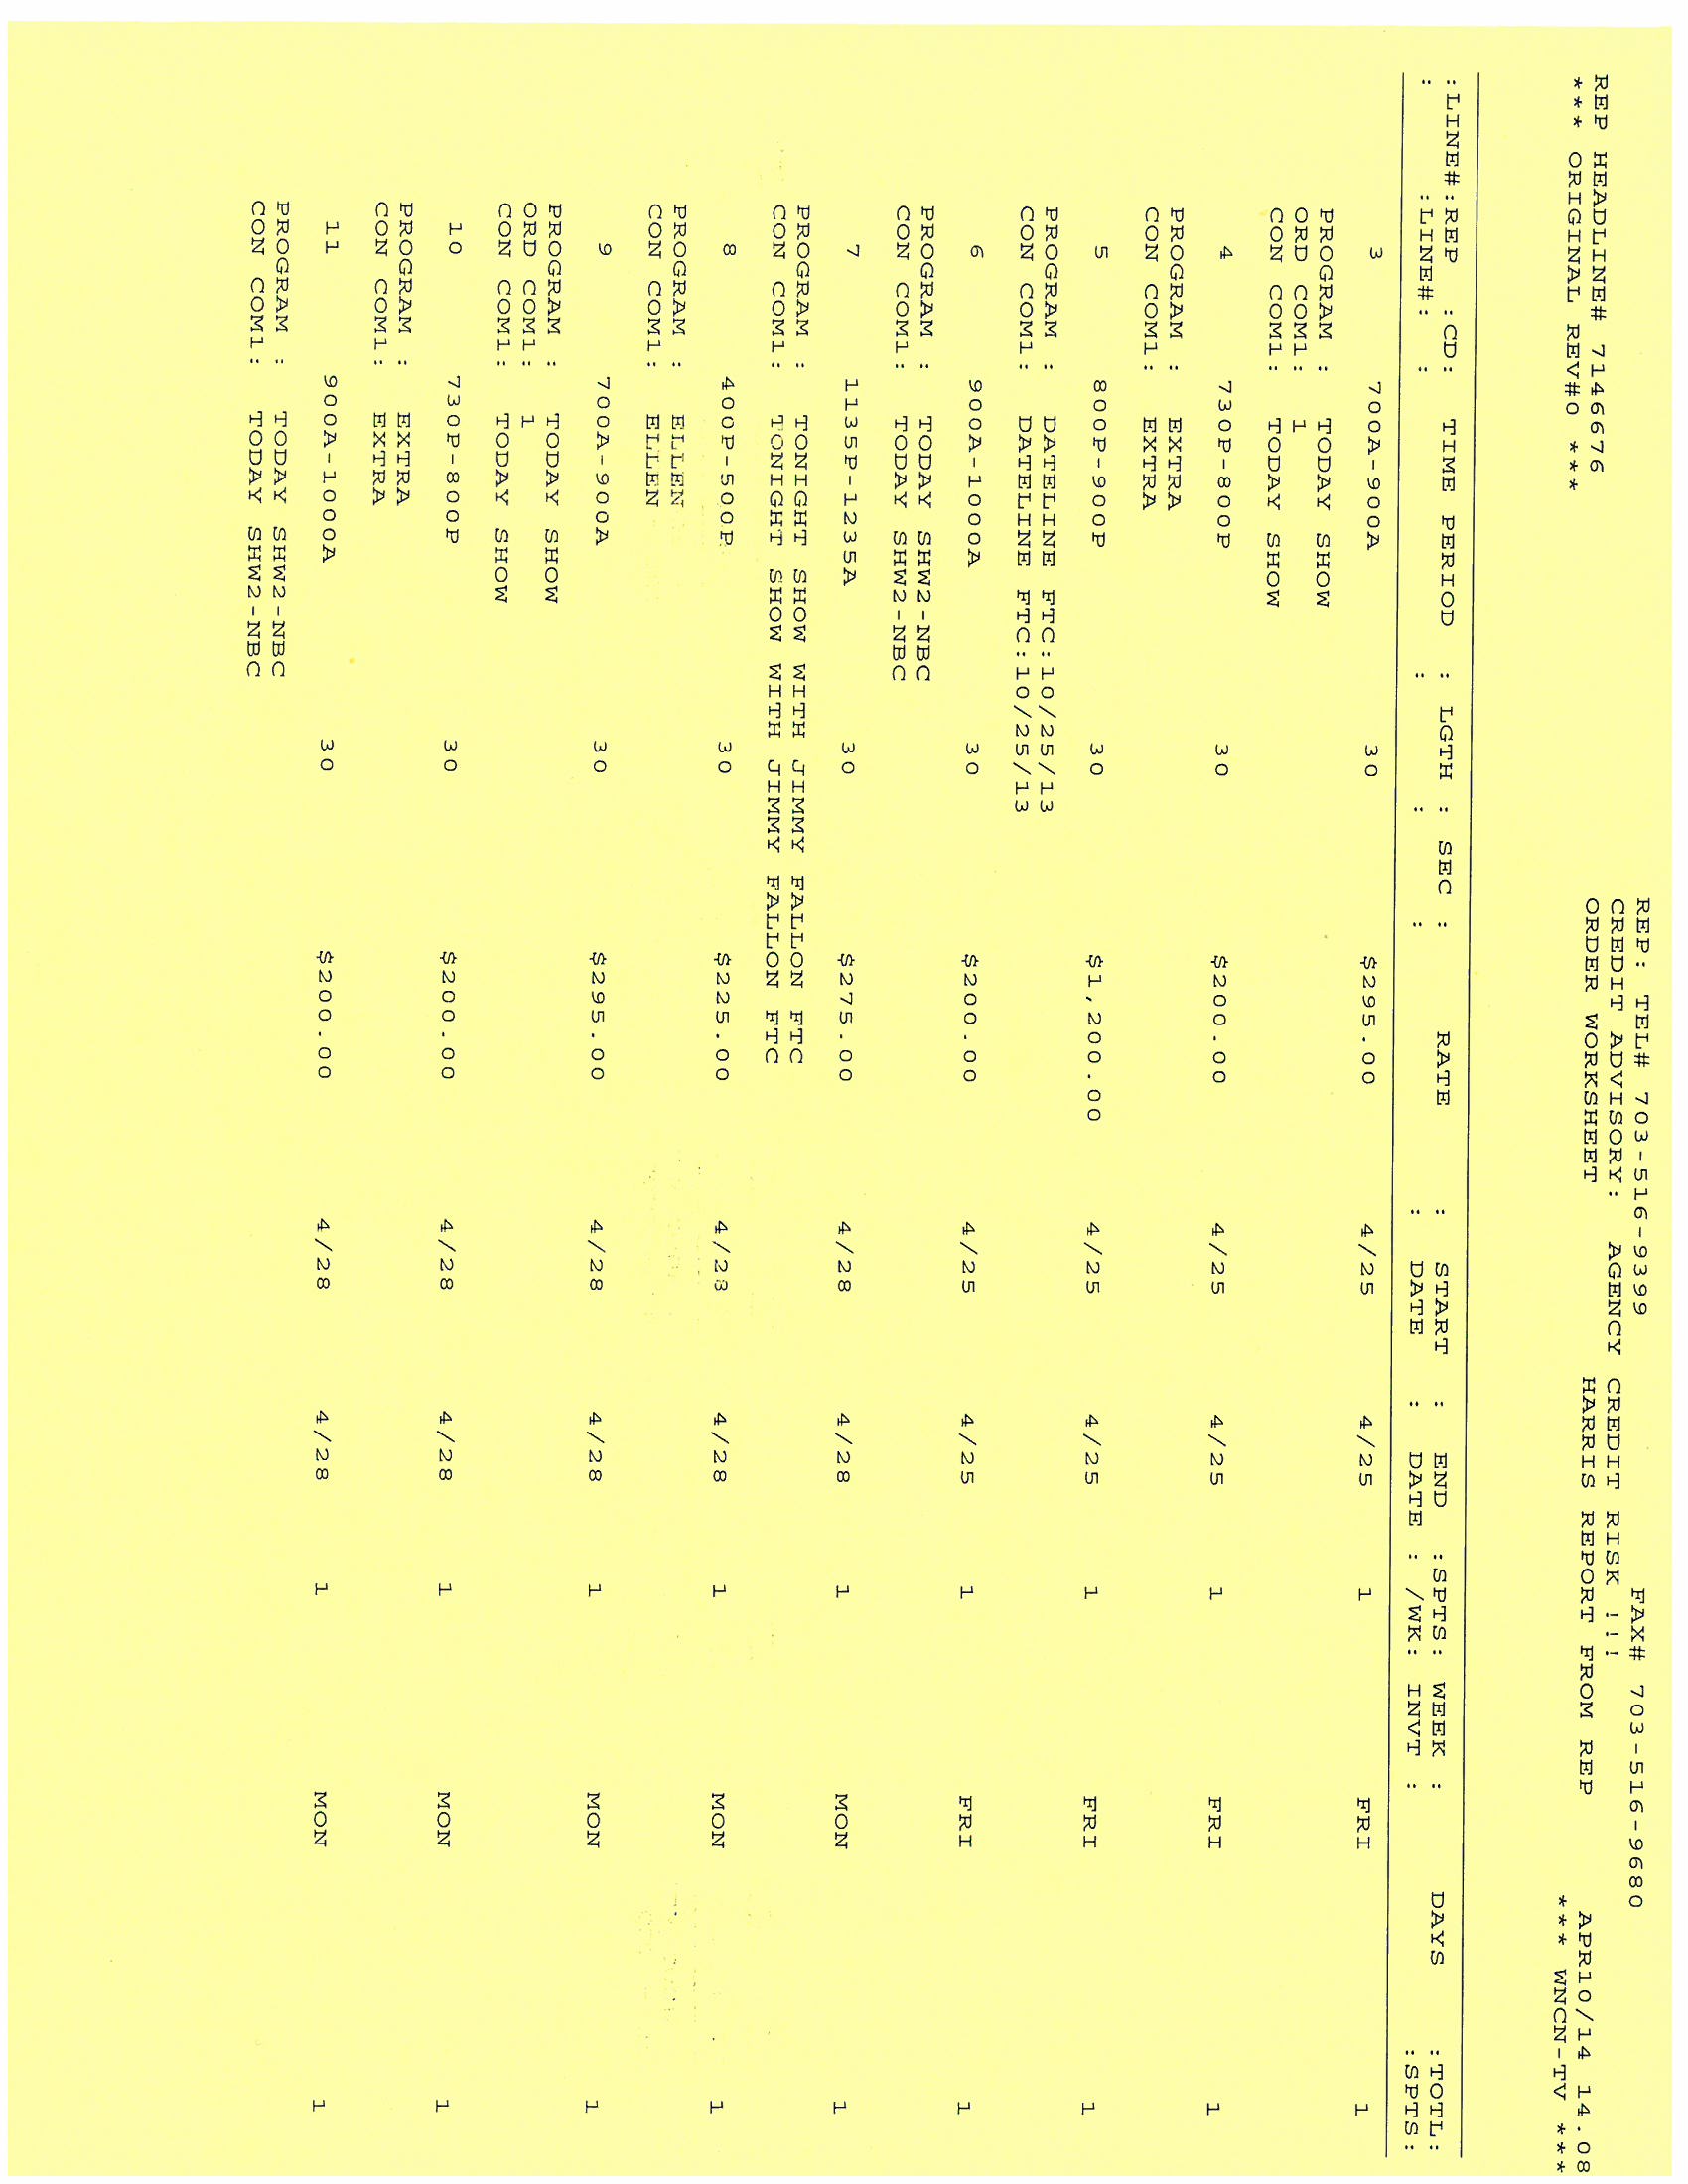 REP: TEL# 703-516-9399 FAX# 703-516-9680
CREDIT ADVISORY: AGENCY CREDIT RISK !!!
REP HEADLINE# 7146676 ORDER WORKSHEET HARRIS REPORT FROM REP APR10/14 14.08
*** ORIGINAL REV#0 *** *** WNCN-TV ***
:LINE#:REP :CD: TIME PERIOD : LGTH : SEC : RATE : START : END :SPTS: WEEK : DAYS :TOTL:
: :LINE#: : : : : : DATE : DATE : /WK: INVT : :SPTS:
3 700A-900A 30 $295.00 4/25 4/25 1 FRI 1
PROGRAM : TODAY SHOW
ORD COM1: 1
CON COM1: TODAY SHOW
4 730P-800P 30 $200.00 4/25 4/25 1 FRI 1
PROGRAM : EXTRA
CON COM1: EXTRA
5 800P-900P 30 $1,200.00 4/25 4/25 1 FRI 1
PROGRAM : DATELINE FTC:10/25/13
CON COM1: DATELINE FTC:10/25/13
6 900A-1000A 30 $200.00 4/25 4/25 1 FRI 1
PROGRAM : TODAY SHW2-NBC
CON COM1: TODAY SHW2-NBC
7 1135P-1235A 30 $275.00 4/28 4/28 1 MON 1
PROGRAM : TONIGHT SHOW WITH JIMMY FALLON FTC
CON COM1: TONIGHT SHOW WITH JIMMY FALLON FTC
8 400P-500P 30 $225.00 4/28 4/28 1 MON 1
PROGRAM : ELLEN
CON COM1: ELLEN
9 700A-900A 30 $295.00 4/28 4/28 1 MON 1
PROGRAM : TODAY SHOW
ORD COM1: 1
CON COM1: TODAY SHOW
10 730P-800P 30 $200.00 4/28 4/28 1 MON 1
PROGRAM : EXTRA
CON COM1: EXTRA
11 900A-1000A 30 $200.00 4/28 4/28 1 MON 1
PROGRAM : TODAY SHW2-NBC
CON COM1: TODAY SHW2-NBC